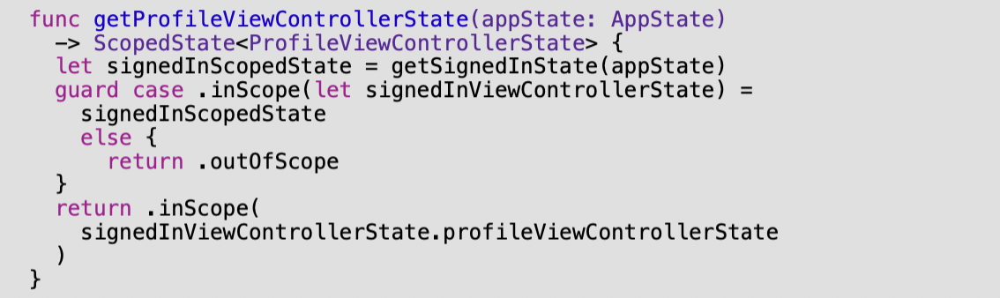 func getProfileViewControllerState(appState: AppState)
-> ScopedState<ProfileViewControllerState> {
let signedInScopedState = getSignedInState(appState)
guard case .inScope(let signedInViewControllerState) =
signedInScopedState
else {
return .outOfScope
}
return .inScope(
signedInViewControllerState.profileViewControllerState
)
}